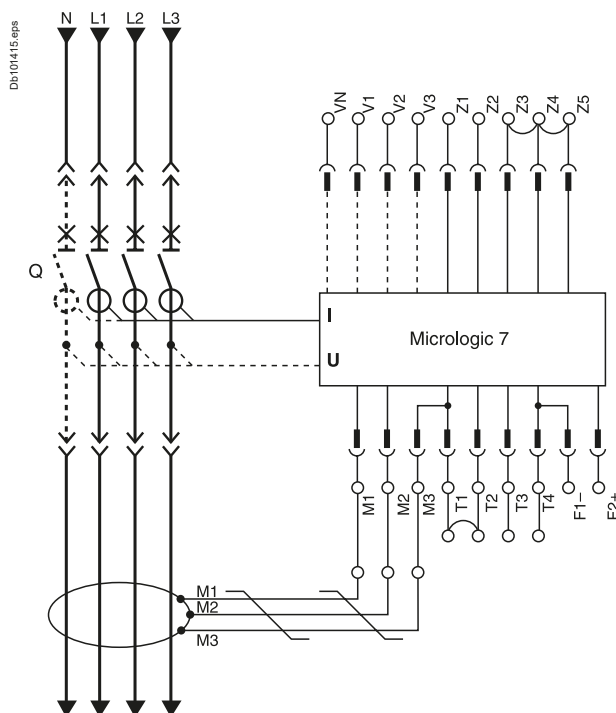 Db101415.eps
N L1 L2 L3
VN V1 V2 V3 Z1 Z2 Z3 Z4 Z5
Q
I
Micrologic 7
U
M1 M2 M3 T1 T2 T3 T4 F1− F2+
M1
M2
M3